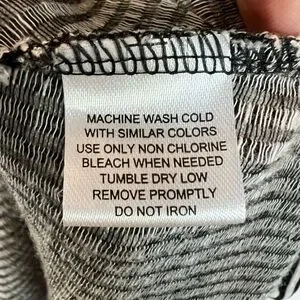 MACHINE WASH COLD
WITH SIMILAR COLORS
USE ONLY NON CHLORINE
BLEACH WHEN NEEDED
TUMBLE DRY LOW
REMOVE PROMPTLY
DO NOT IRON